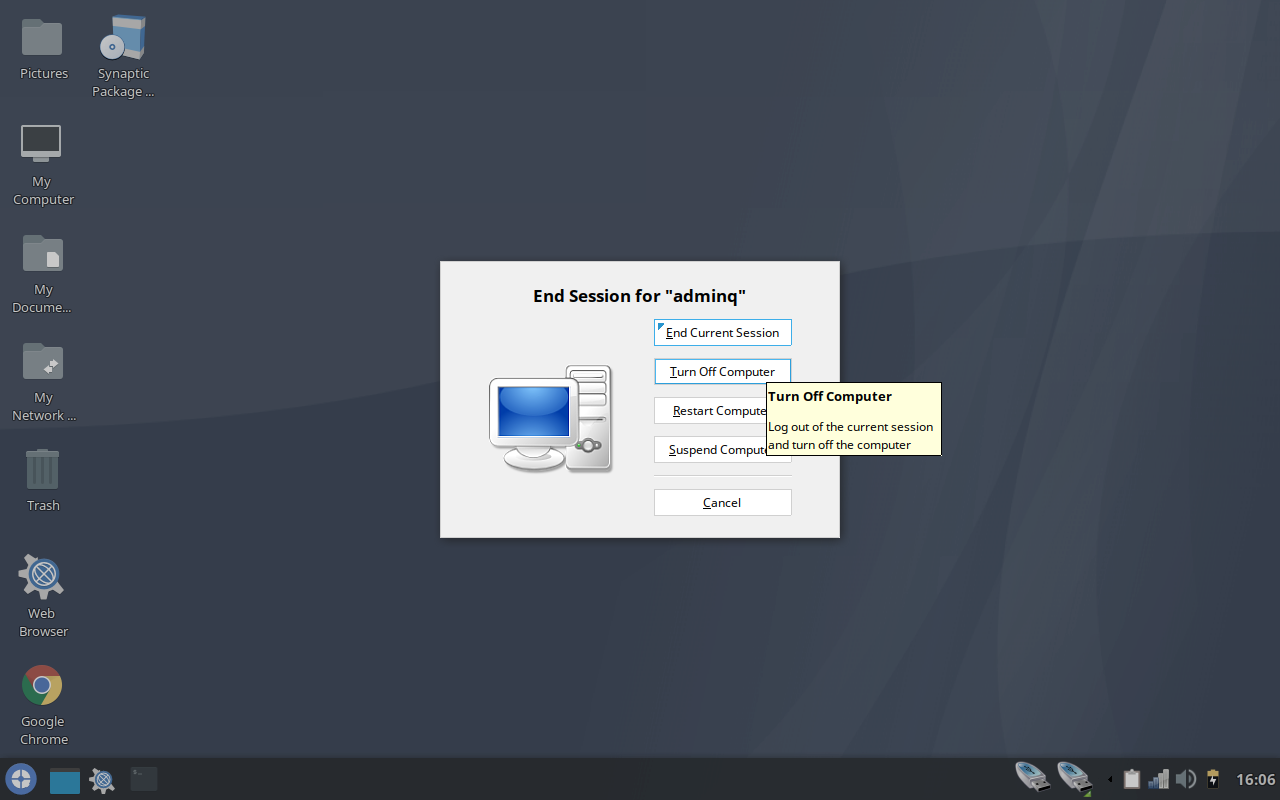 Pictures
Synaptic
Package ...
My
Computer
My
Docume...
My
Network ...
Trash
Web
Browser
Google
Chrome
End Session for "adminq"
End Current Session
Turn Off Computer
Restart Compute
Suspend Comput
Cancel
Turn Off Computer
Log out of the current session
and turn off the computer
16:06